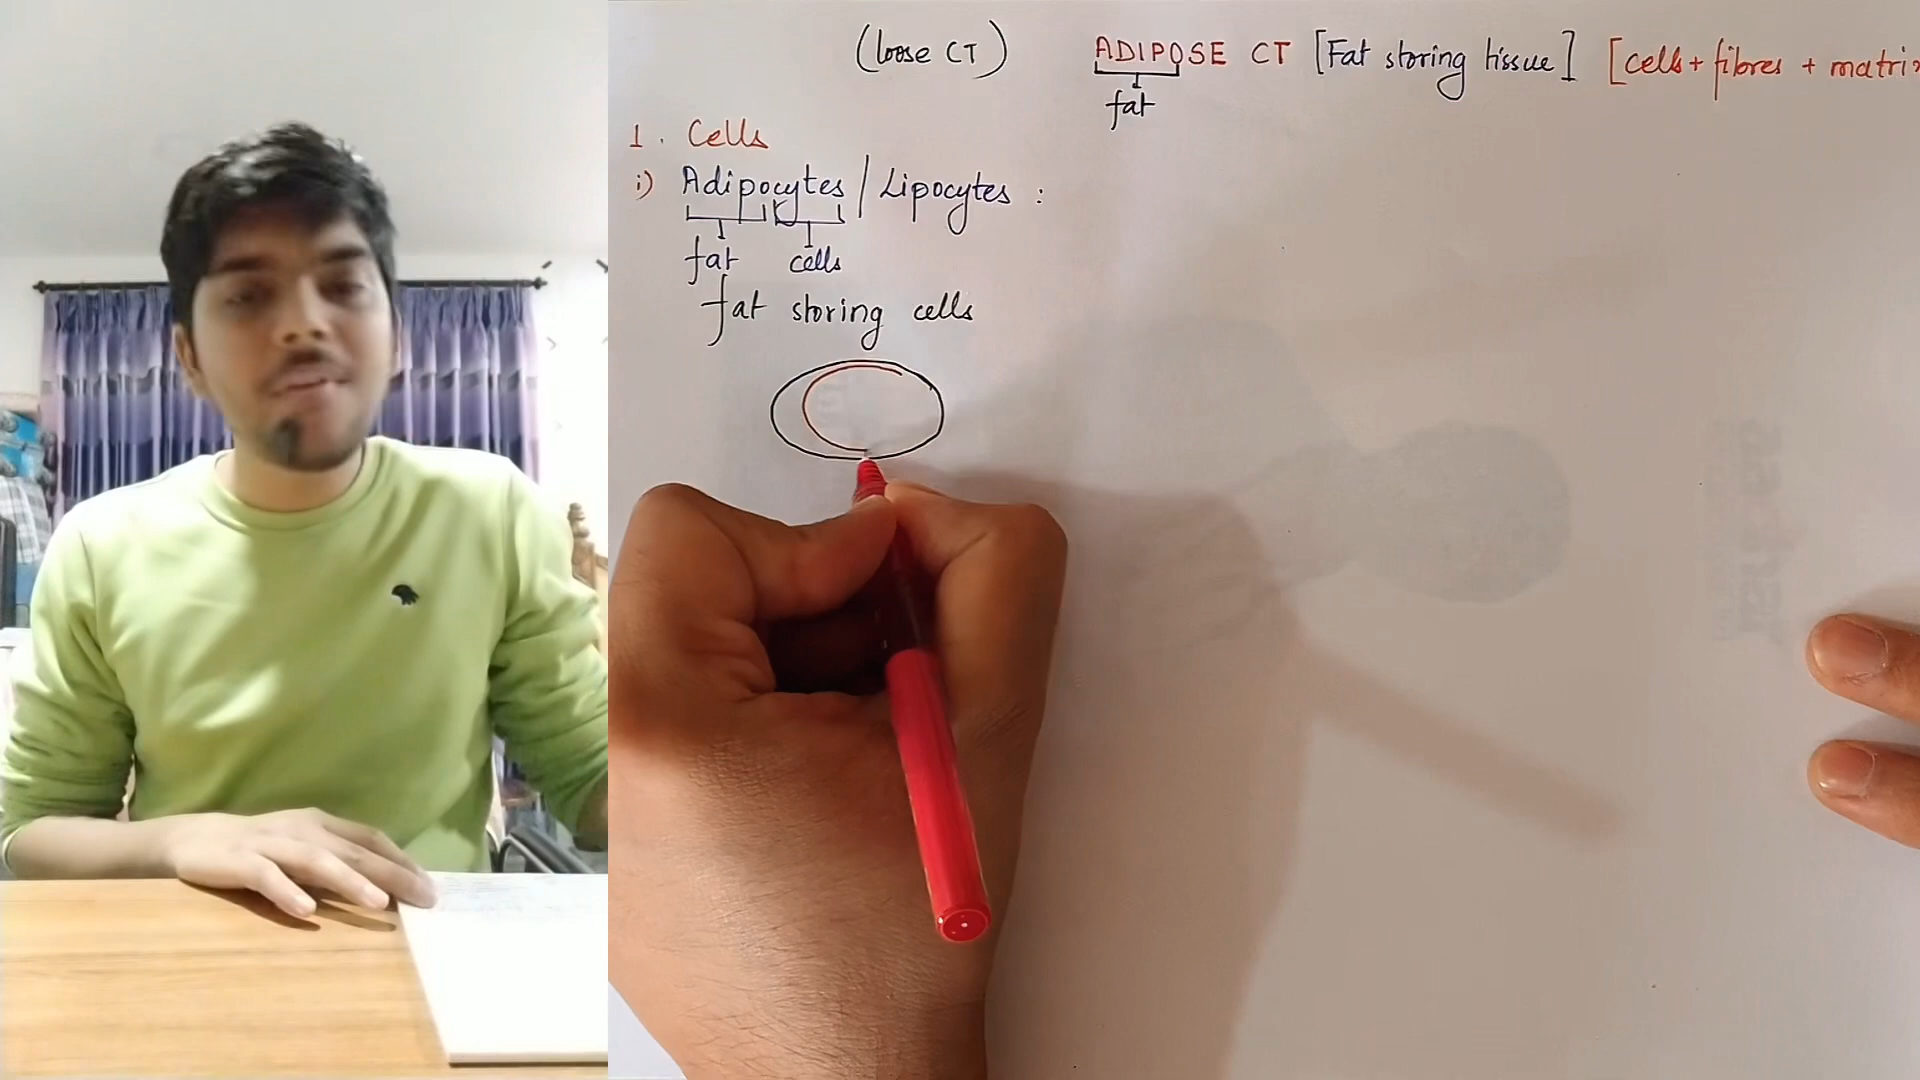 (loose CT) ADIPOSE CT [Fat storing tissue] [cells + fibres + matrix
fat
1. Cells
i) Adipocytes / Lipocytes :
fat cells
fat storing cells